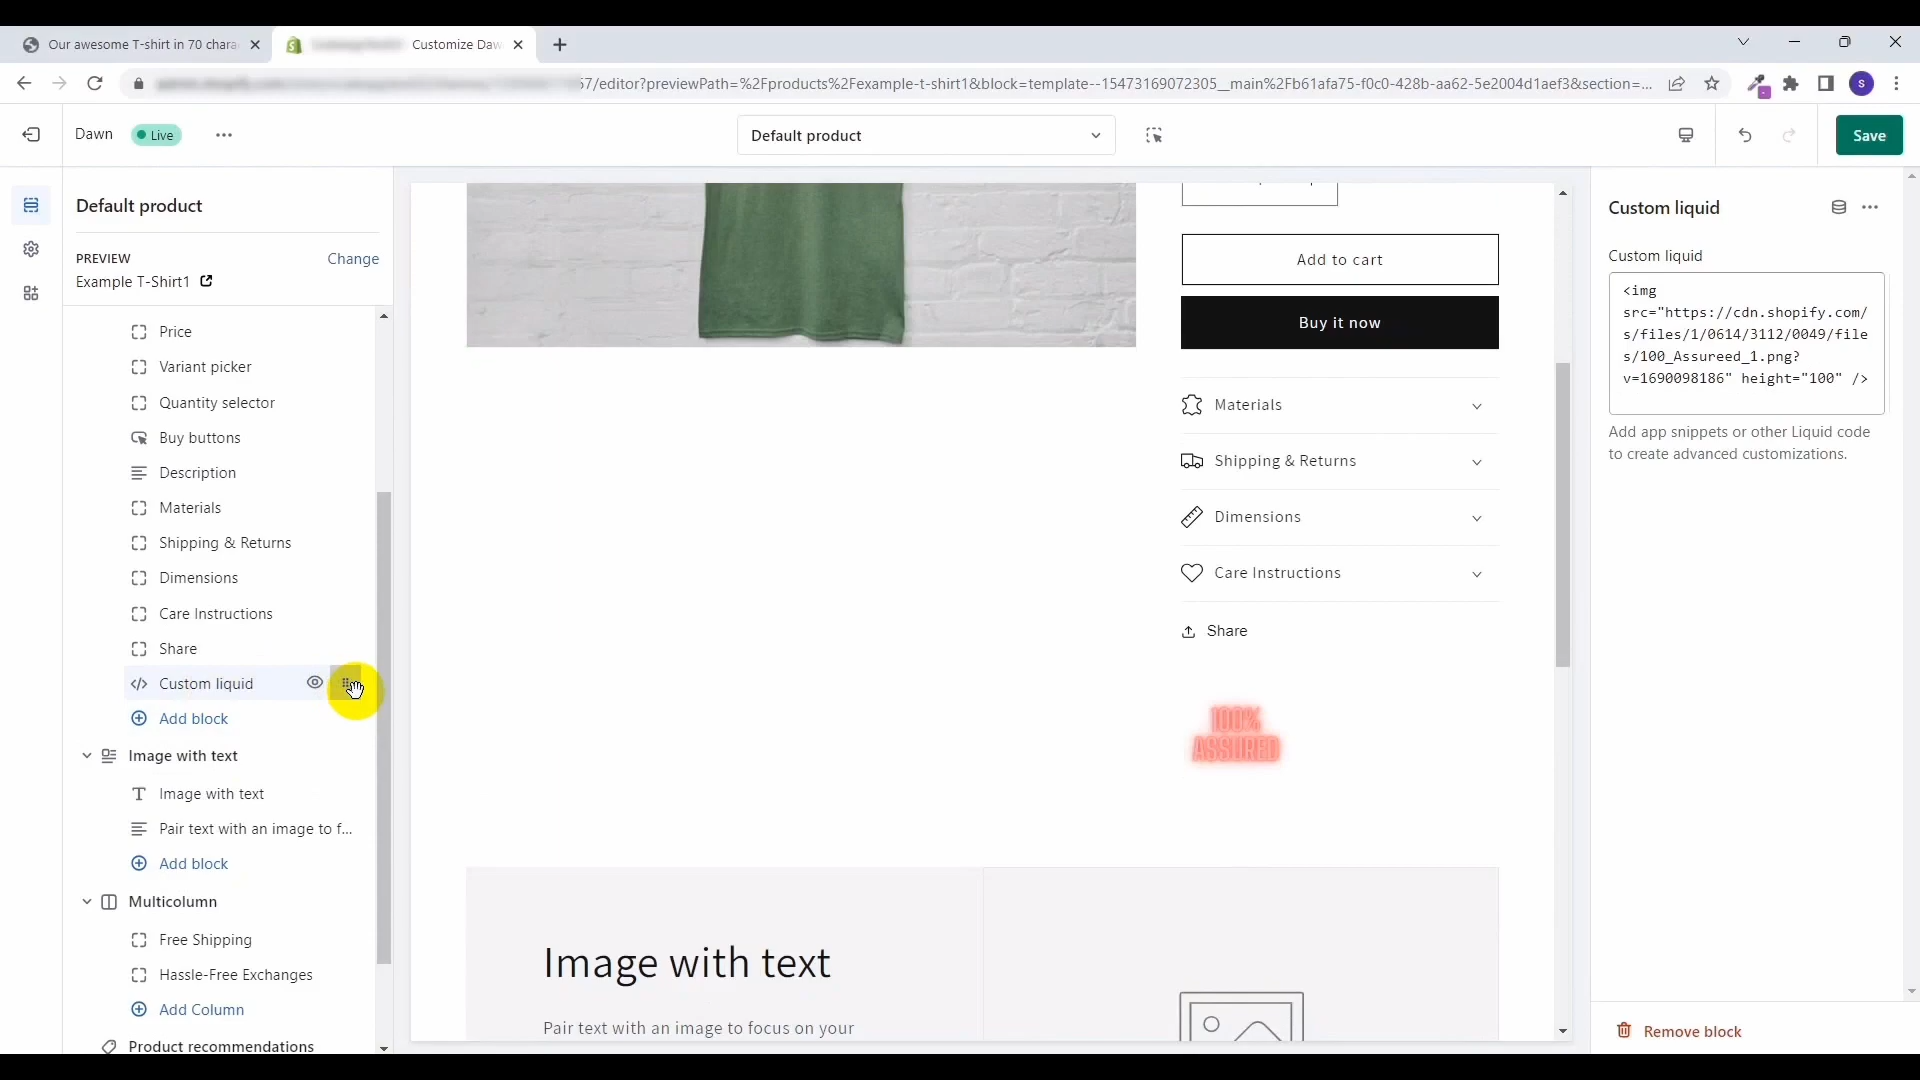 Our awesome T-shirt in 70 chara
Customize Daw
57/editor?previewPath=%2Fproducts%2Fexample-t-shirt1&block=template--15473169072305__main%2Fb61afa75-f0c0-428b-aa62-5e2004d1aef3&section=...
S
Dawn
Live
Default product
Save
Default product
PREVIEW
Change
Example T-Shirt1
Price
Variant picker
Quantity selector
Buy buttons
Description
Materials
Shipping & Returns
Dimensions
Care Instructions
Share
Custom liquid
Add block
Image with text
Image with text
Pair text with an image to f...
Add block
Multicolumn
Free Shipping
Hassle-Free Exchanges
Add Column
Product recommendations
Add to cart
Buy it now
Materials
Shipping & Returns
Dimensions
Care Instructions
Share
100%
ASSURED
Image with text
Pair text with an image to focus on your
Custom liquid
Custom liquid
<img
src="https://cdn.shopify.com/
s/files/1/0614/3112/0049/file
s/100_Assureed_1.png?
v=1690098186" height="100" />
Add app snippets or other Liquid code
to create advanced customizations.
Remove block